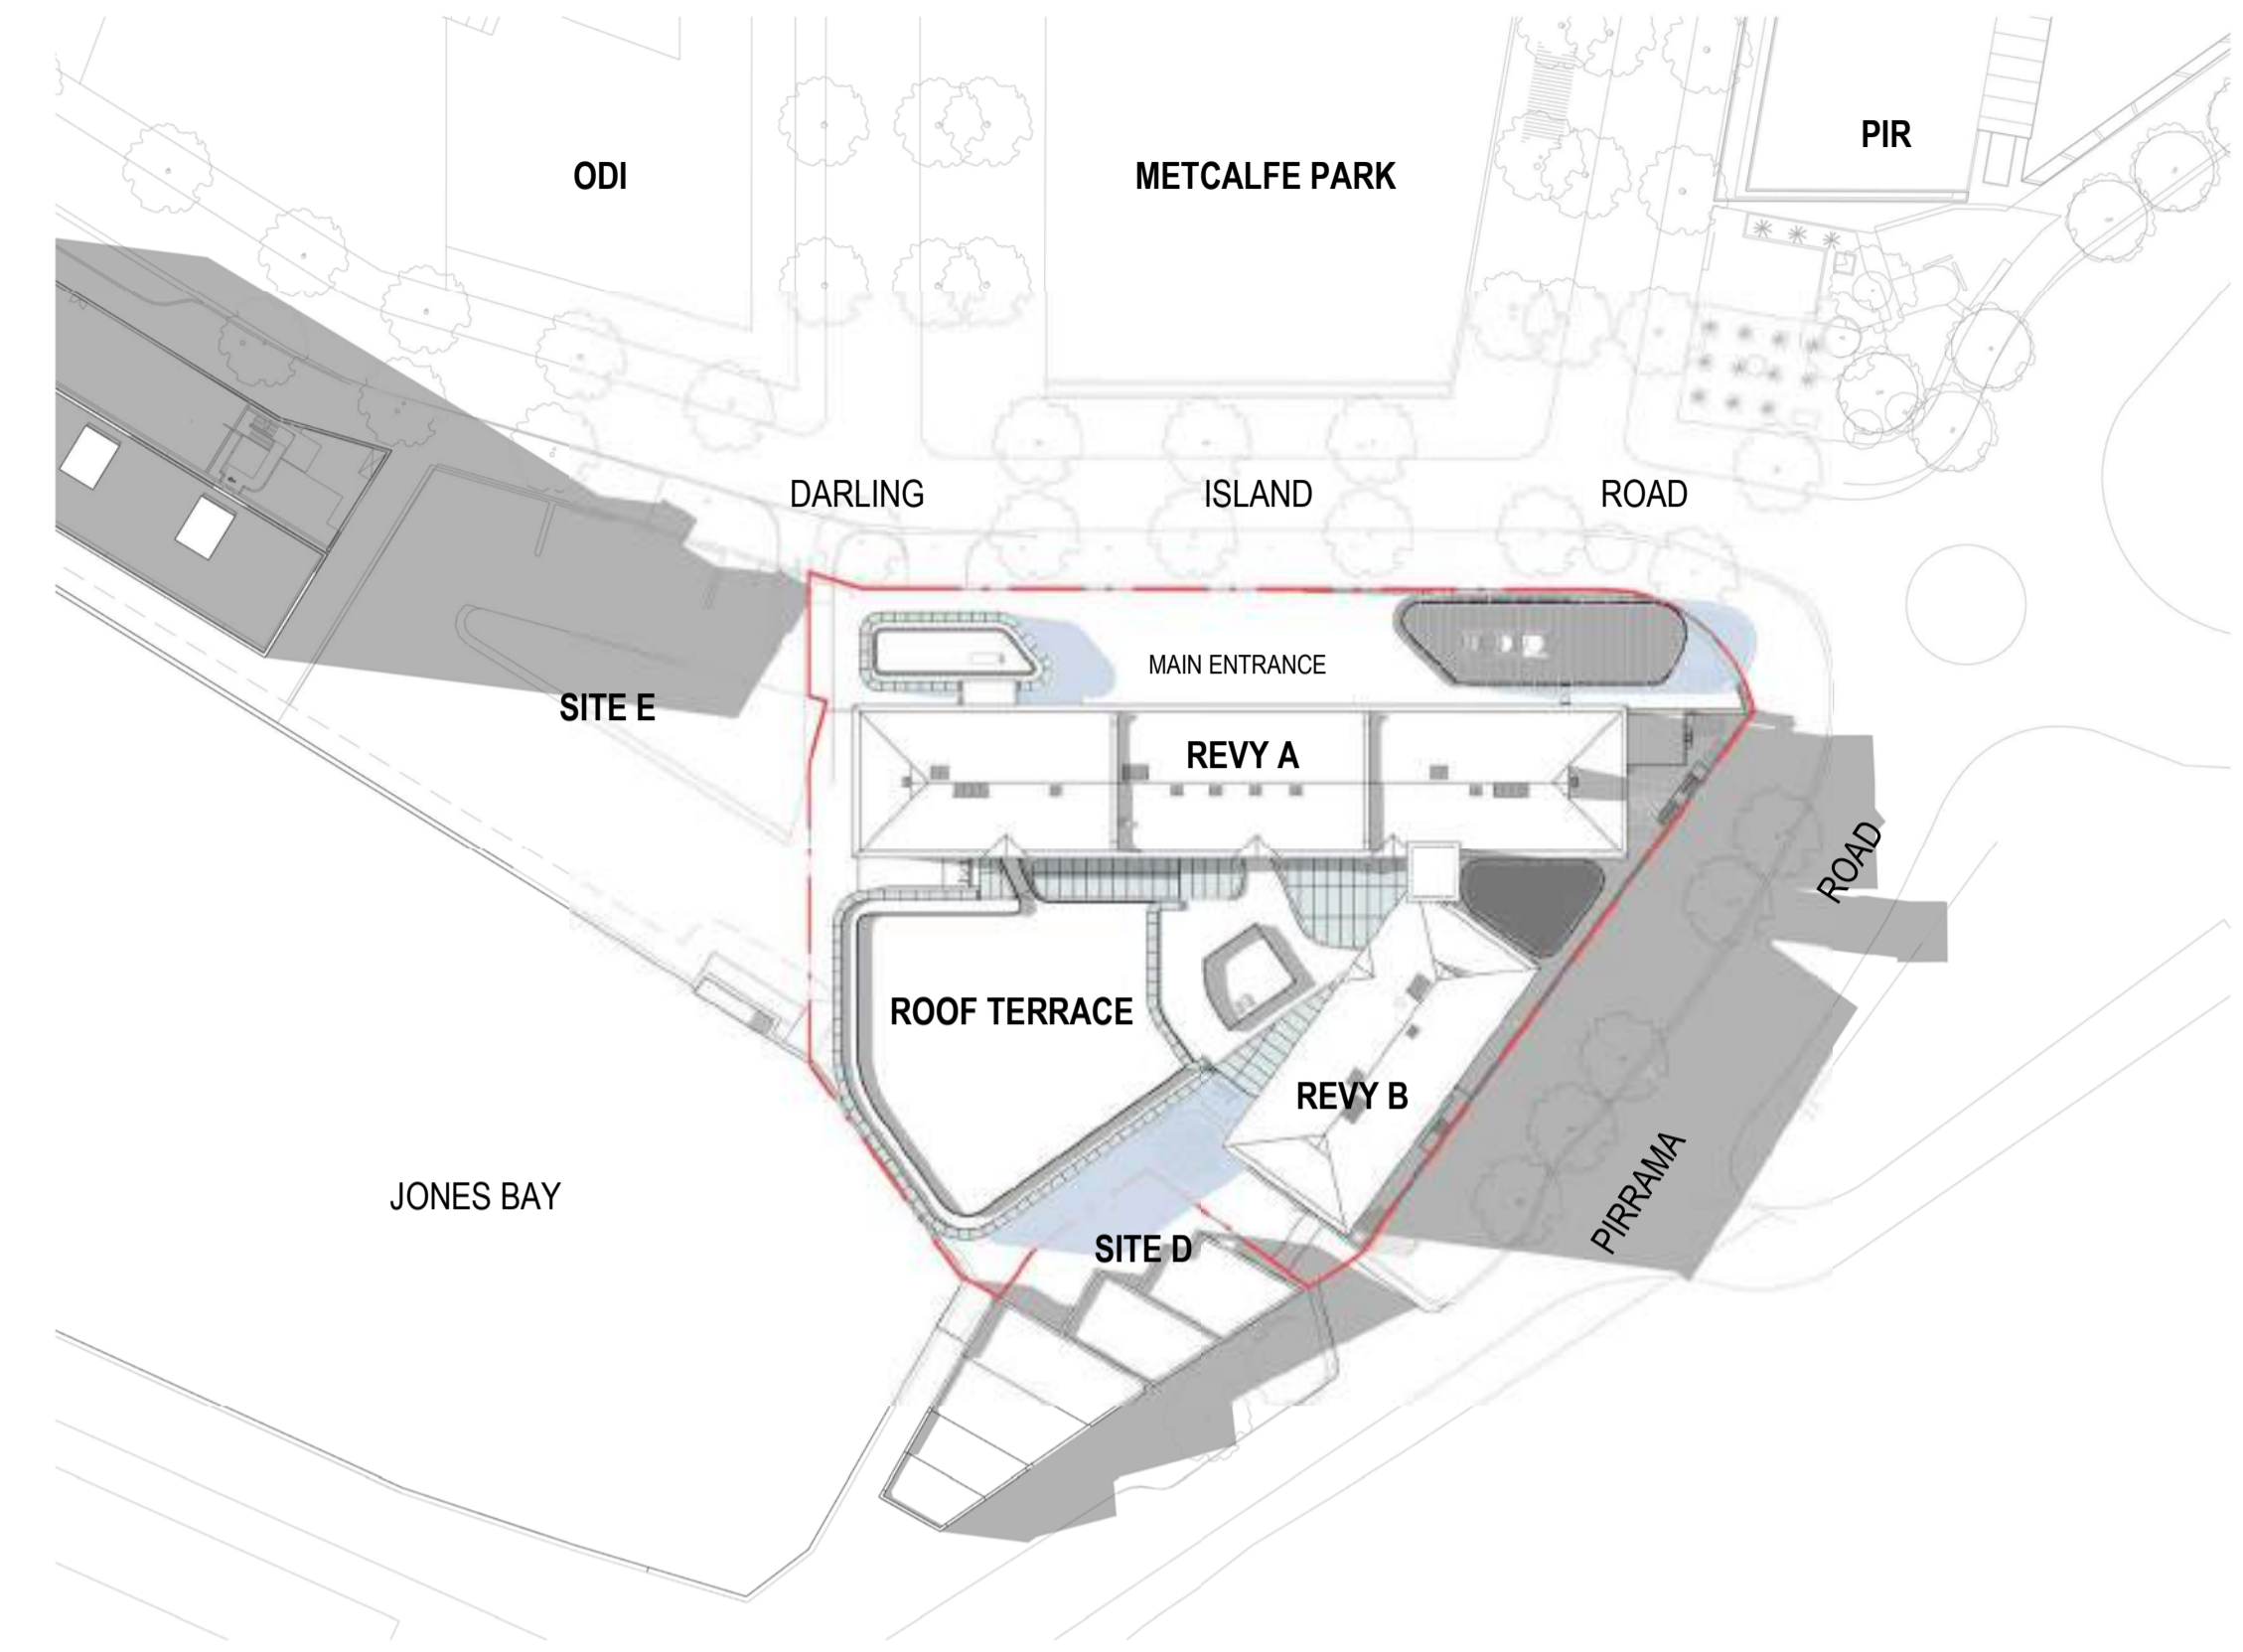 PIR
ODI
METCALFE PARK
DARLING ISLAND ROAD
MAIN ENTRANCE
SITE E
REVY A
ROAD
ROOF TERRACE
REVY B
PIRRAMA
JONES BAY
SITE D